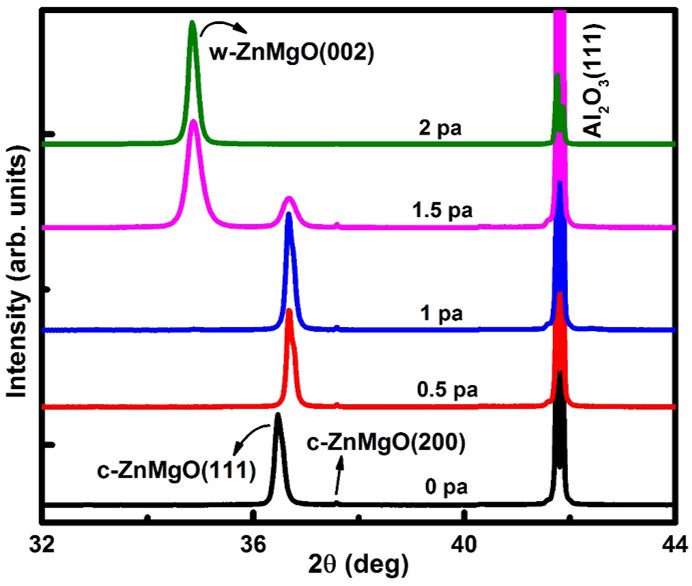 w-ZnMgO(002)
Al₂O₃(111)
2 pa
1.5 pa
1 pa
0.5 pa
c-ZnMgO(111)
c-ZnMgO(200)
0 pa
Intensity (arb. units)
32 36 40 44
2θ (deg)